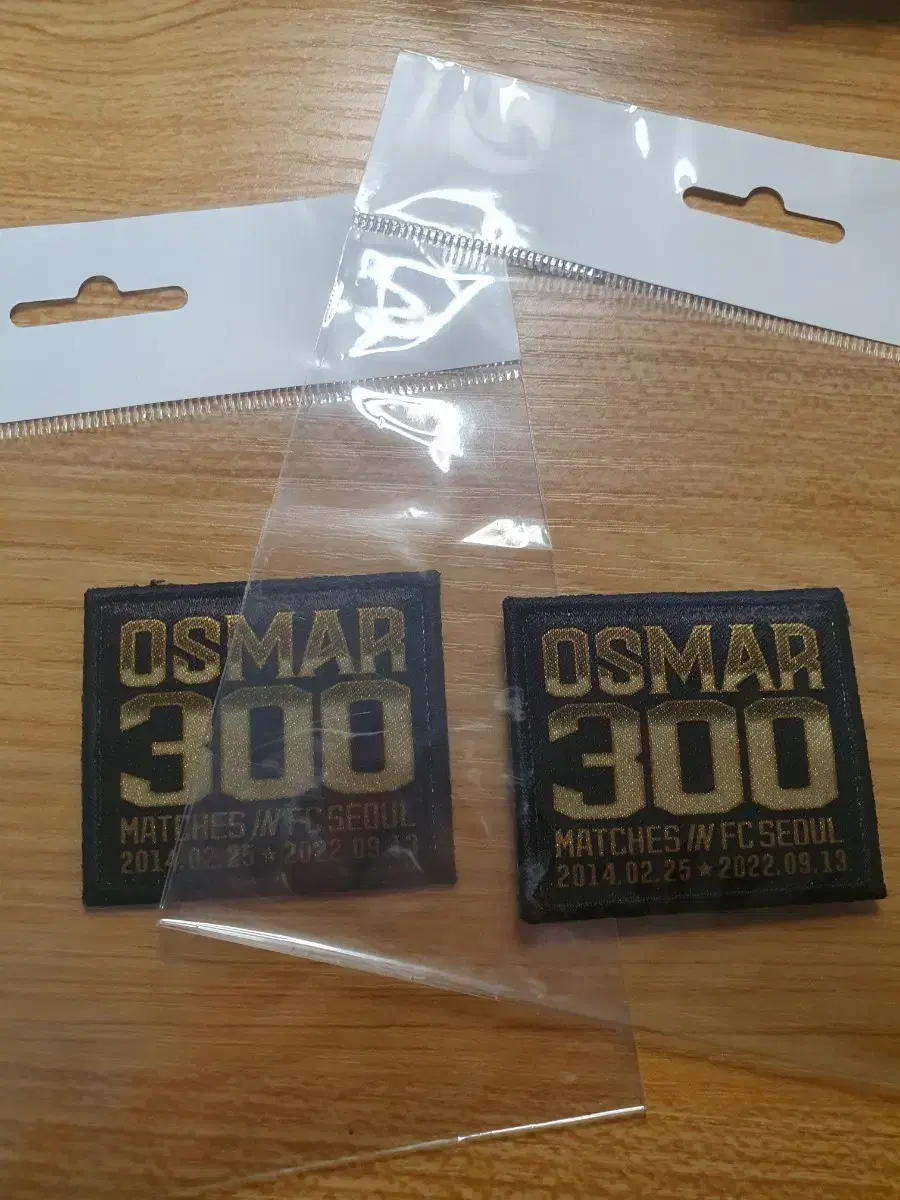 OSMAR
300
MATCHES IN FC SEOUL
2014.02.25 ★ 2022.09.13
OSMAR
300
MATCHES IN FC SEOUL
2014.02.25 ★ 2022.09.13